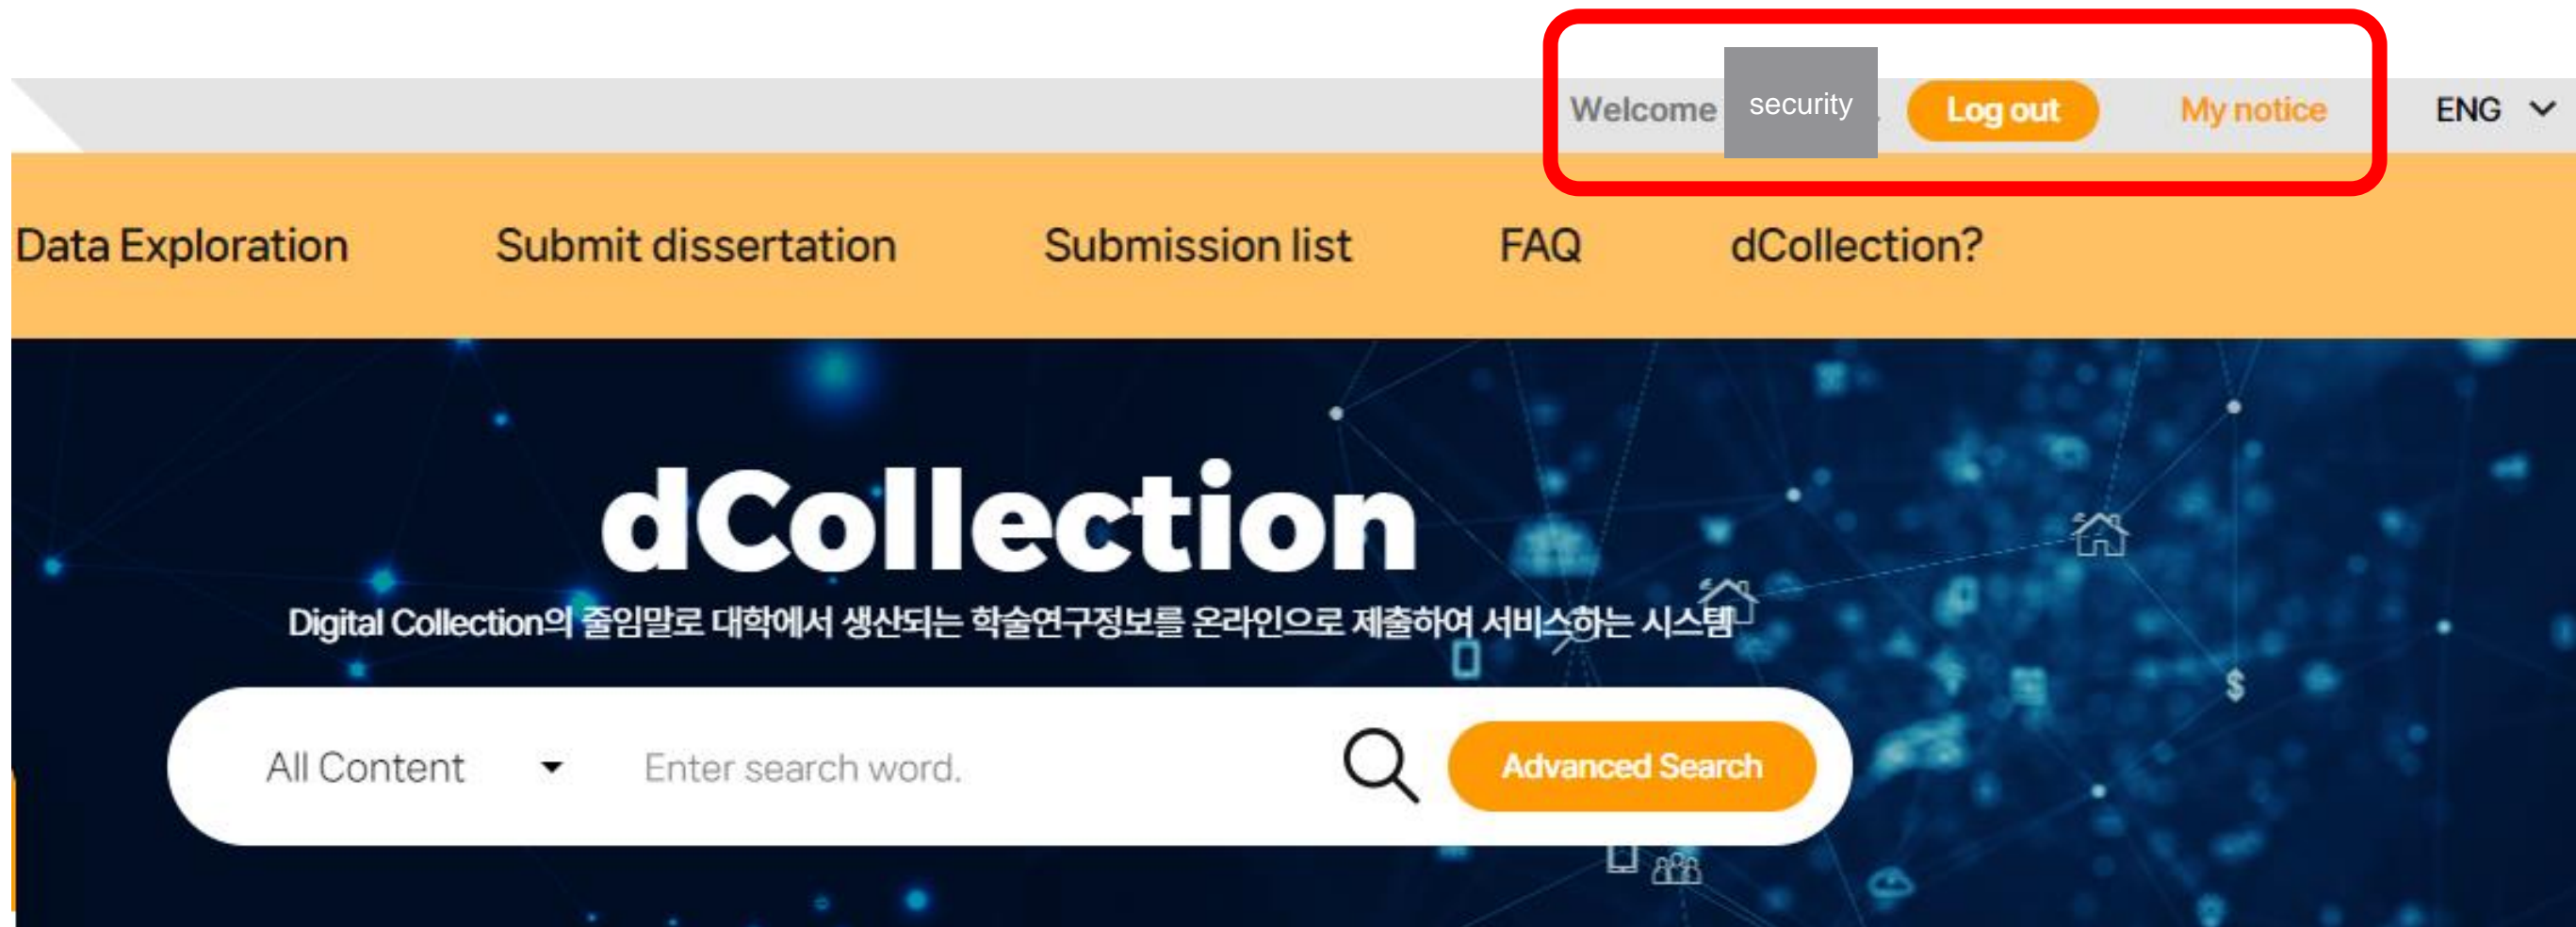 Welcome security Log out My notice ENG
Data Exploration Submit dissertation Submission list FAQ dCollection?
dCollection
Digital Collection의 줄임말로 대학에서 생산되는 학술연구정보를 온라인으로 제출하여 서비스하는 시스템
All Content Enter search word. Advanced Search